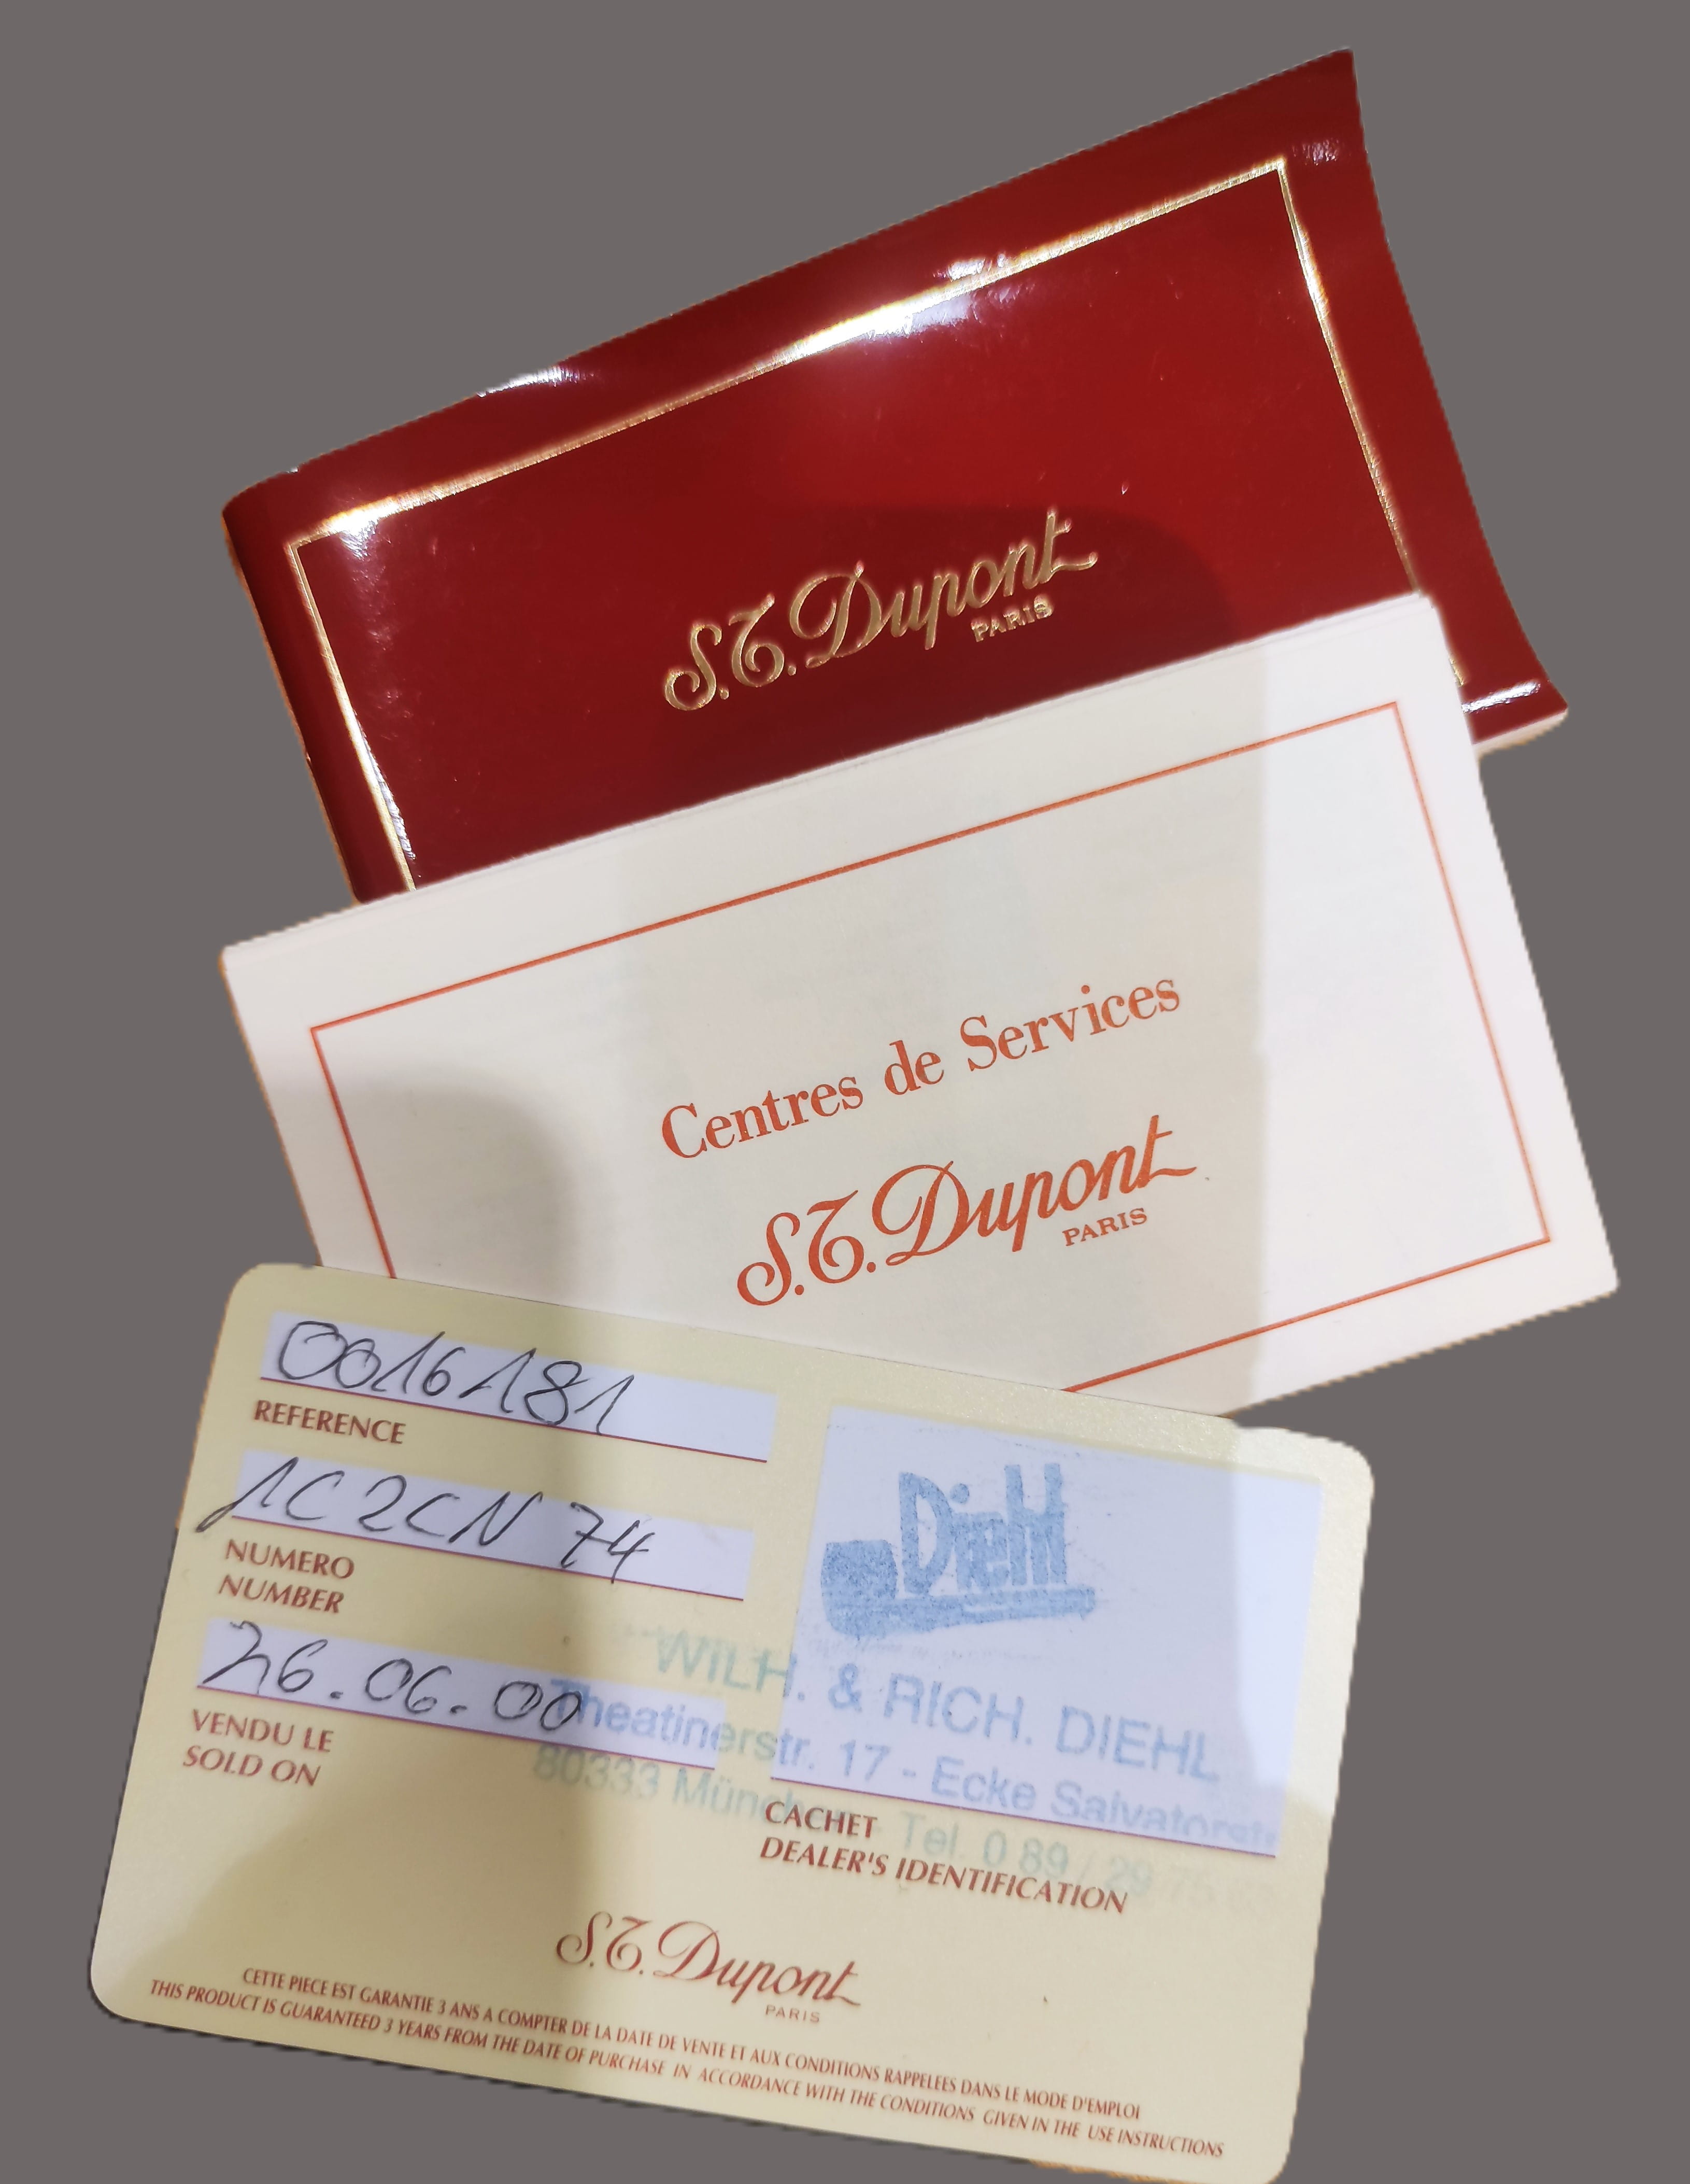 S.T. Dupont
PARIS
Centres de Services
S.T. Dupont
PARIS
0016181
REFERENCE
1C2CN74
NUMERO
NUMBER
26.06.00
VENDU LE
SOLD ON
Diehl
WILH. & RICH. DIEHL
Theatinerstr. 17 - Ecke Salvatorstr.
80333 Münch Tel. 0 89 / 29 75
CACHET
DEALER'S IDENTIFICATION
S.T. Dupont
PARIS
CETTE PIECE EST GARANTIE 3 ANS A COMPTER DE LA DATE DE VENTE ET AUX CONDITIONS RAPPELEES DANS LE MODE D'EMPLOI
THIS PRODUCT IS GUARANTEED 3 YEARS FROM THE DATE OF PURCHASE IN ACCORDANCE WITH THE CONDITIONS GIVEN IN THE USE INSTRUCTIONS